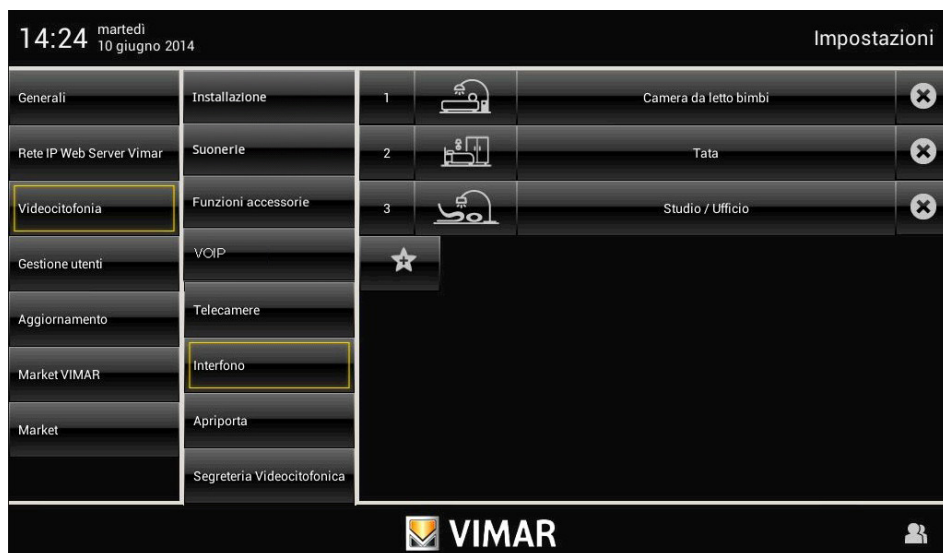 14:24 martedì
10 giugno 2014
Impostazioni
Generali
Rete IP Web Server Vimar
Videocitofonia
Gestione utenti
Aggiornamento
Market VIMAR
Market
Installazione
Suonerie
Funzioni accessorie
VOIP
Telecamere
Interfono
Apriporta
Segreteria Videocitofonica
1 Camera da letto bimbi
2 Tata
3 Studio / Ufficio
VIMAR